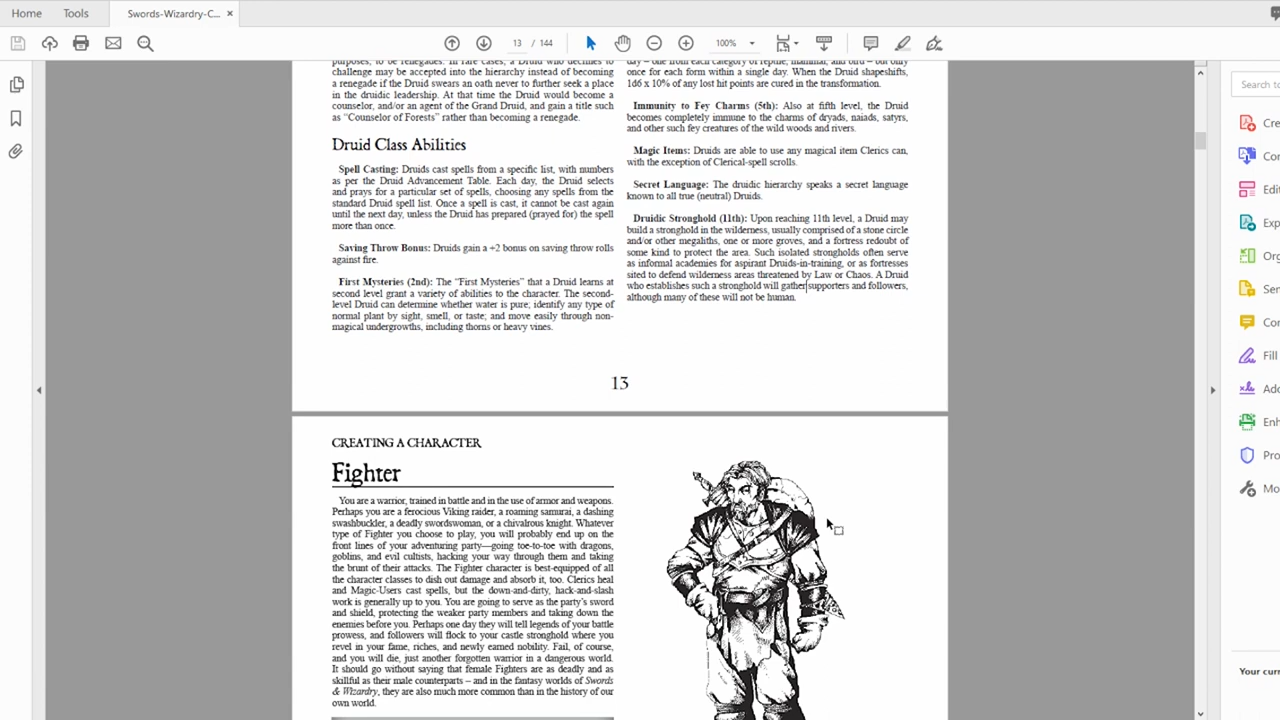 Home
Tools
Swords-Wizardry-C...
13 / 144
100%
purposes, to be renegades. In rare cases, a Druid who declines to
challenge may be accepted into the hierarchy instead of becoming
a renegade if the Druid swears an oath never to further seek a place
in the druidic leadership. At that time the Druid would become a
counselor, and/or an agent of the Grand Druid, and gain a title such
as “Counselor of Forests” rather than becoming a renegade.
Druid Class Abilities
Spell Casting: Druids cast spells from a specific list, with numbers
as per the Druid Advancement Table. Each day, the Druid selects
and prays for a particular set of spells, choosing any spells from the
standard Druid spell list. Once a spell is cast, it cannot be cast again
until the next day, unless the Druid has prepared (prayed for) the spell
more than once.
Saving Throw Bonus: Druids gain a +2 bonus on saving throw rolls
against fire.
First Mysteries (2nd): The “First Mysteries” that a Druid learns at
second level grant a variety of abilities to the character. The second-
level Druid can determine whether water is pure; identify any type of
normal plant by sight, smell, or taste; and move easily through non-
magical undergrowths, including thorns or heavy vines.
day – one from each category of reptile, mammal, and bird – but only
once for each form within a single day. When the Druid shapeshifts,
1d6 x 10% of any lost hit points are cured in the transformation.
Immunity to Fey Charms (5th): Also at fifth level, the Druid
becomes completely immune to the charms of dryads, naiads, satyrs,
and other such fey creatures of the wild woods and rivers.
Magic Items: Druids are able to use any magical item Clerics can,
with the exception of Clerical-spell scrolls.
Secret Language: The druidic hierarchy speaks a secret language
known to all true (neutral) Druids.
Druidic Stronghold (11th): Upon reaching 11th level, a Druid may
build a stronghold in the wilderness, usually comprised of a stone circle
and/or other megaliths, one or more groves, and a fortress redoubt of
some kind to protect the area. Such isolated strongholds often serve
as informal academies for aspirant Druids-in-training, or as fortresses
sited to defend wilderness areas threatened by Law or Chaos. A Druid
who establishes such a stronghold will gather supporters and followers,
although many of these will not be human.
13
CREATING A CHARACTER
Fighter
You are a warrior, trained in battle and in the use of armor and weapons.
Perhaps you are a ferocious Viking raider, a roaming samurai, a dashing
swashbuckler, a deadly swordswoman, or a chivalrous knight. Whatever
type of Fighter you choose to play, you will probably end up on the
front lines of your adventuring party—going toe-to-toe with dragons,
goblins, and evil cultists, hacking your way through them and taking
the brunt of their attacks. The Fighter character is best-equipped of all
the character classes to dish out damage and absorb it, too. Clerics heal
and Magic-Users cast spells, but the down-and-dirty, hack-and-slash
work is generally up to you. You are going to serve as the party’s sword
and shield, protecting the weaker party members and taking down the
enemies before you. Perhaps one day they will tell legends of your battle
prowess, and followers will flock to your castle stronghold where you
revel in your fame, riches, and newly earned nobility. Fail, of course,
and you will die, just another forgotten warrior in a dangerous world.
It should go without saying that female Fighters are as deadly and as
skillful as their male counterparts – and in the fantasy worlds of Swords
& Wizardry, they are also much more common than in the history of our
own world.
Search to
Cre
Co
Edi
Exp
Org
Sen
Co
Fill
Add
Enh
Pro
Mo
Your curr